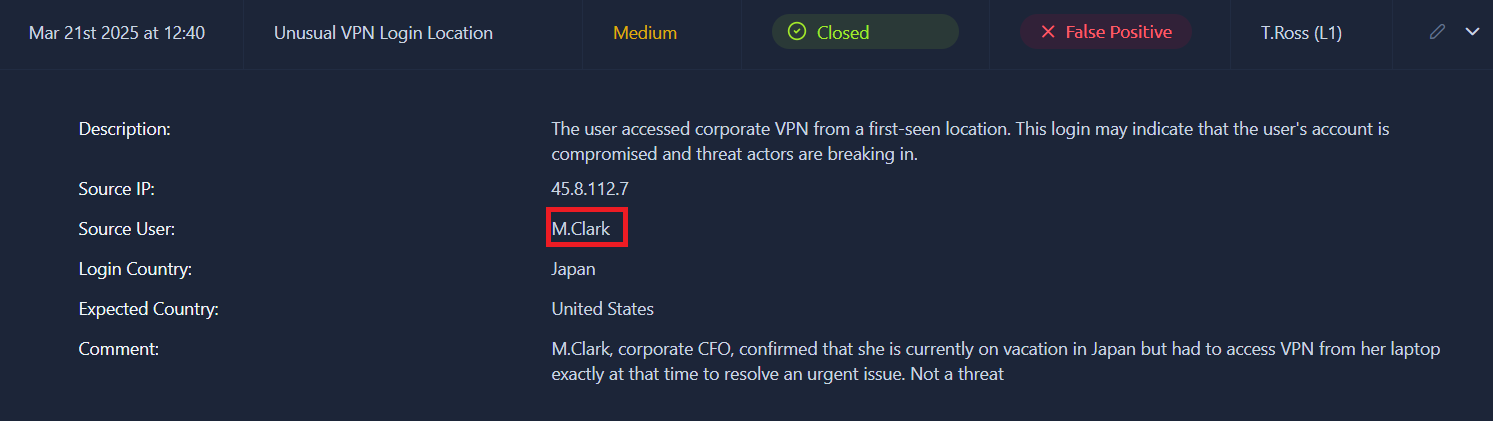 Mar 21st 2025 at 12:40 Unusual VPN Login Location Medium Closed False Positive T.Ross (L1)
Description: The user accessed corporate VPN from a first-seen location. This login may indicate that the user's account is
compromised and threat actors are breaking in.
Source IP: 45.8.112.7
Source User: M.Clark
Login Country: Japan
Expected Country: United States
Comment: M.Clark, corporate CFO, confirmed that she is currently on vacation in Japan but had to access VPN from her laptop
exactly at that time to resolve an urgent issue. Not a threat